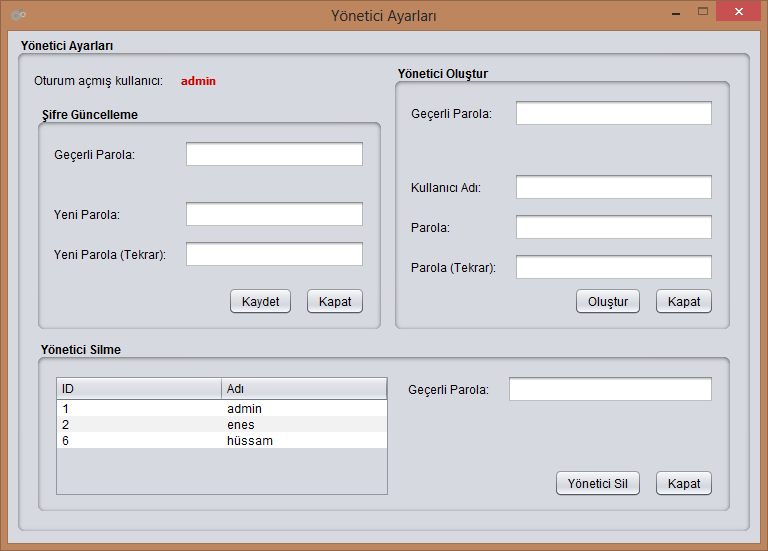 Yönetici Ayarları
Yönetici Ayarları
Oturum açmış kullanıcı: admin
Şifre Güncelleme
Geçerli Parola:
Yeni Parola:
Yeni Parola (Tekrar):
Kaydet Kapat
Yönetici Oluştur
Geçerli Parola:
Kullanıcı Adı:
Parola:
Parola (Tekrar):
Oluştur Kapat
Yönetici Silme
ID Adı
1 admin
2 enes
6 hüssam
Geçerli Parola:
Yönetici Sil Kapat